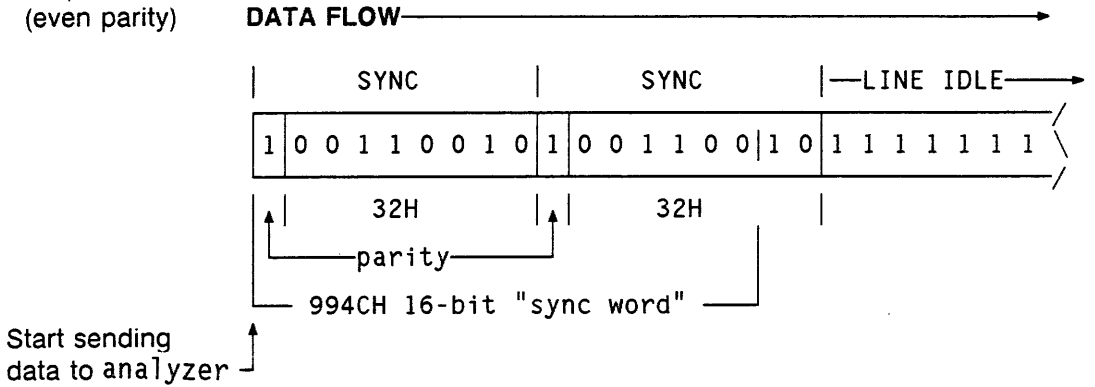 (even parity) DATA FLOW
SYNC SYNC LINE IDLE
1 0 0 1 1 0 0 1 0 1 0 0 1 1 0 0 1 0 1 1 1 1 1 1 1
32H 32H
parity
994CH 16-bit "sync word"
Start sending
data to analyzer